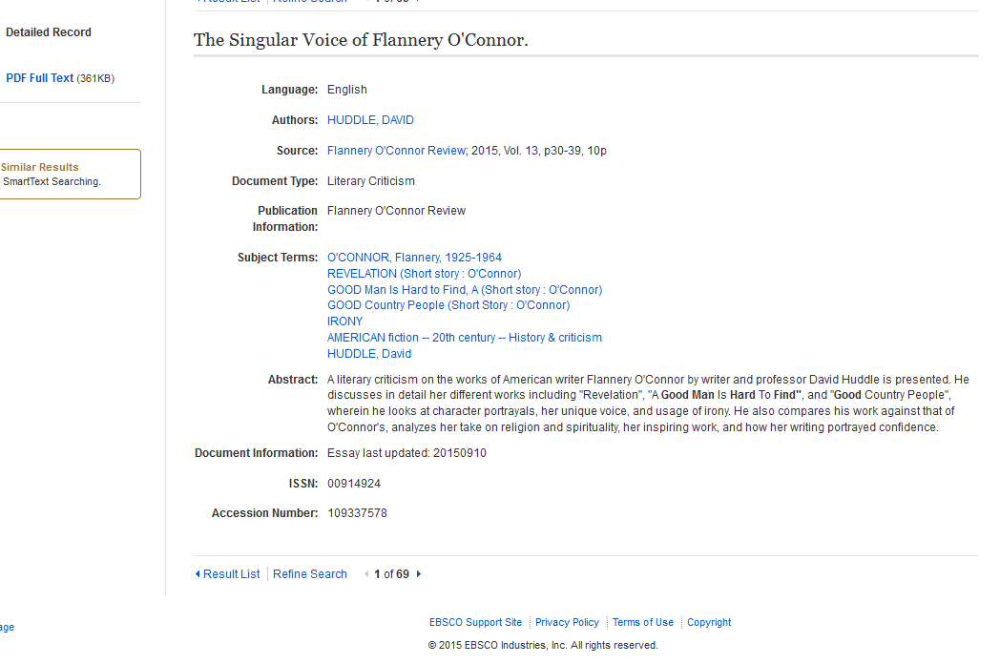 Result List Refine Search 1 of 69
Detailed Record
The Singular Voice of Flannery O'Connor.
PDF Full Text (361KB)
Language: English
Authors: HUDDLE, DAVID
Source: Flannery O'Connor Review; 2015, Vol. 13, p30-39, 10p
Similar Results
SmartText Searching.
Document Type: Literary Criticism
Publication Flannery O'Connor Review
Information:
Subject Terms: O'CONNOR, Flannery, 1925-1964
REVELATION (Short story : O'Connor)
GOOD Man Is Hard to Find, A (Short story : O'Connor)
GOOD Country People (Short Story : O'Connor)
IRONY
AMERICAN fiction -- 20th century -- History & criticism
HUDDLE, David
Abstract: A literary criticism on the works of American writer Flannery O'Connor by writer and professor David Huddle is presented. He
discusses in detail her different works including "Revelation", "A Good Man Is Hard To Find", and "Good Country People",
wherein he looks at character portrayals, her unique voice, and usage of irony. He also compares his work against that of
O'Connor's, analyzes her take on religion and spirituality, her inspiring work, and how her writing portrayed confidence.
Document Information: Essay last updated: 20150910
ISSN: 00914924
Accession Number: 109337578
Result List Refine Search 1 of 69
EBSCO Support Site Privacy Policy Terms of Use Copyright
age
© 2015 EBSCO Industries, Inc. All rights reserved.